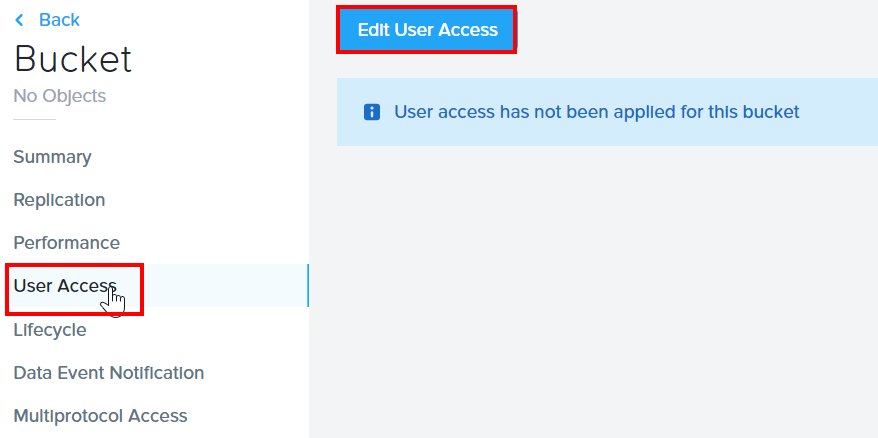 Back
Bucket
No Objects
Summary
Replication
Performance
User Access
Lifecycle
Data Event Notification
Multiprotocol Access
Edit User Access
User access has not been applied for this bucket